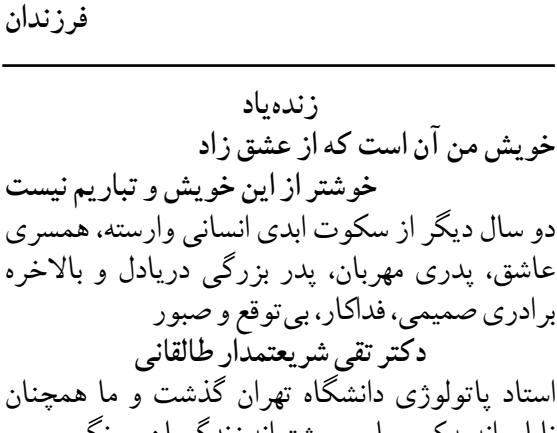 فرزندان
زنده‌یاد
خویش من آن است که از عشق زاد
خوشتر از این خویش و تباریم نیست
دو سال دیگر از سکوت ابدی انسانی وارسته، همسری
عاشق، پدری مهربان، پدر بزرگی دریادل و بالاخره
برادری صمیمی، فداکار، بی‌توقع و صبور
دکتر تقی شریعتمدار طالقانی
استاد پاتولوژی دانشگاه تهران گذشت و ما همچنان